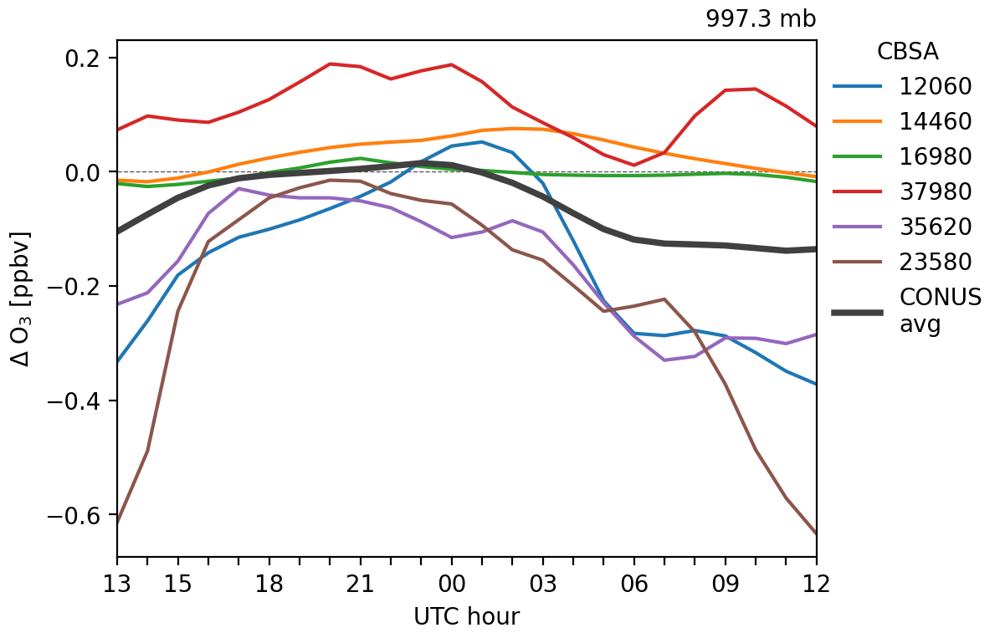 997.3 mb
CBSA
12060
14460
16980
37980
35620
23580
CONUS
avg
0.2
0.0
−0.2
−0.4
−0.6
Δ O₃ [ppbv]
13 15 18 21 00 03 06 09 12
UTC hour